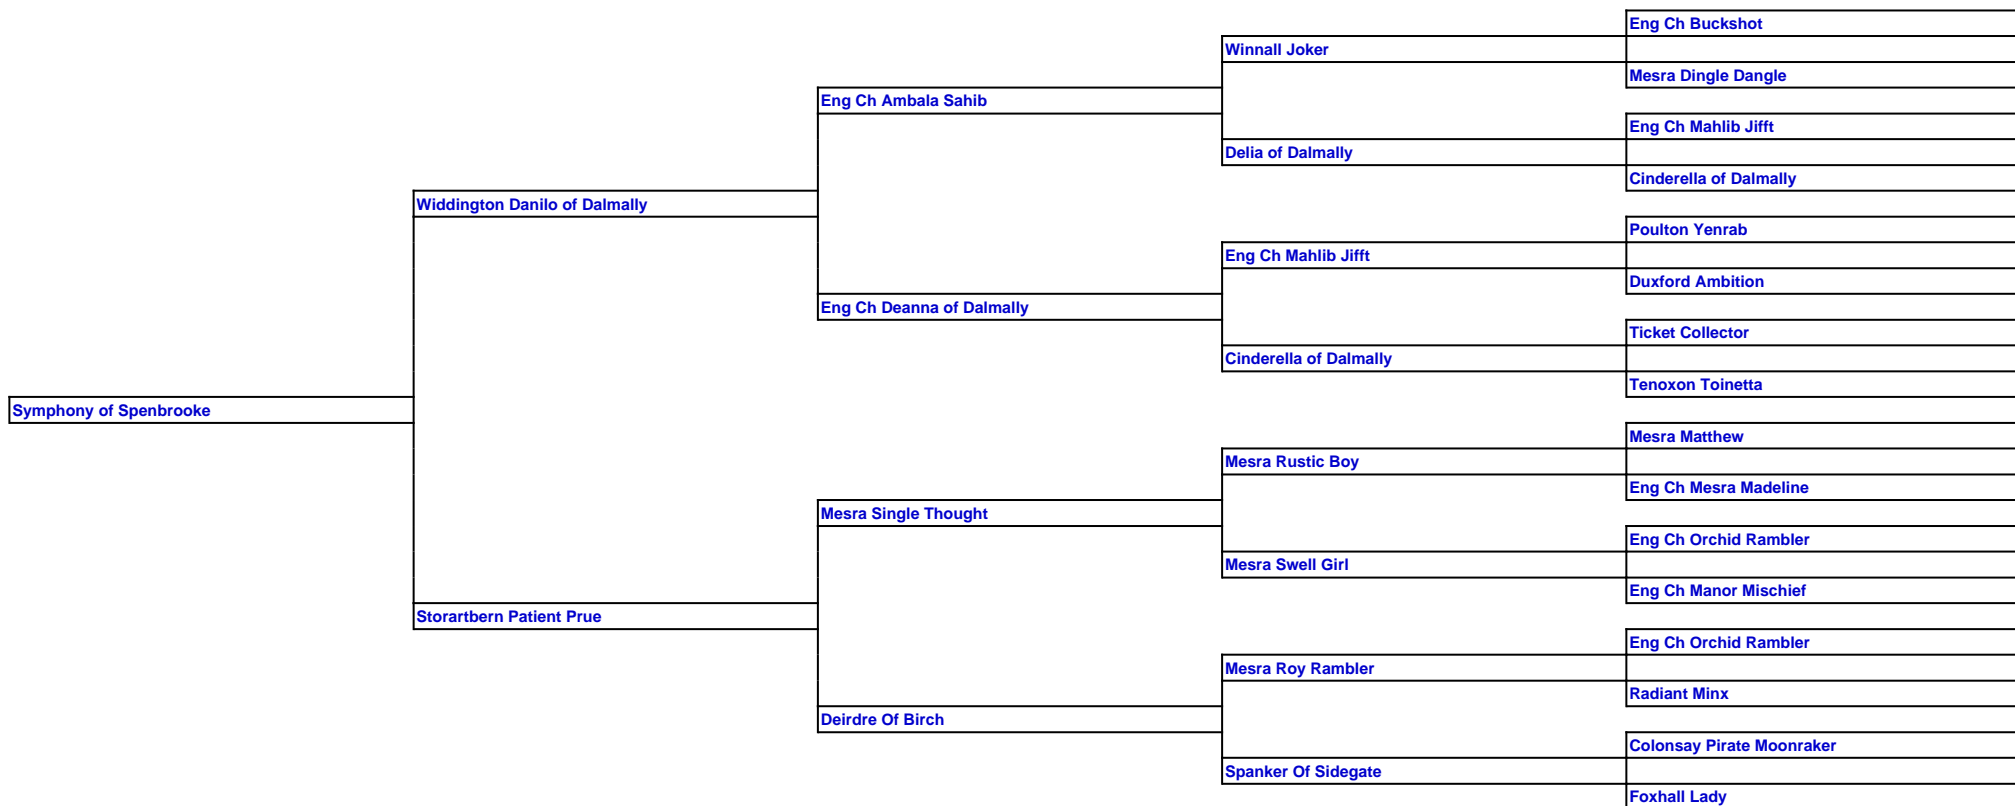 Eng Ch Buckshot
Winnall Joker
Mesra Dingle Dangle
Eng Ch Ambala Sahib
Eng Ch Mahlib Jifft
Delia of Dalmally
Cinderella of Dalmally
Widdington Danilo of Dalmally
Poulton Yenrab
Eng Ch Mahlib Jifft
Duxford Ambition
Eng Ch Deanna of Dalmally
Ticket Collector
Cinderella of Dalmally
Tenoxon Toinetta
Symphony of Spenbrooke
Mesra Matthew
Mesra Rustic Boy
Eng Ch Mesra Madeline
Mesra Single Thought
Eng Ch Orchid Rambler
Mesra Swell Girl
Eng Ch Manor Mischief
Storartbern Patient Prue
Eng Ch Orchid Rambler
Mesra Roy Rambler
Radiant Minx
Deirdre Of Birch
Colonsay Pirate Moonraker
Spanker Of Sidegate
Foxhall Lady